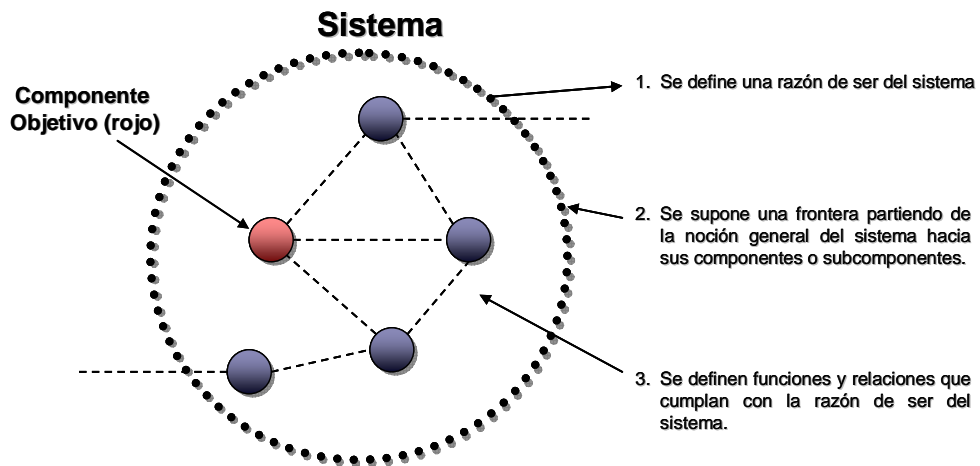 Sistema
Componente
Objetivo (rojo)
1. Se define una razón de ser del sistema
2. Se supone una frontera partiendo de
la noción general del sistema hacia
sus componentes o subcomponentes.
3. Se definen funciones y relaciones que
cumplan con la razón de ser del
sistema.